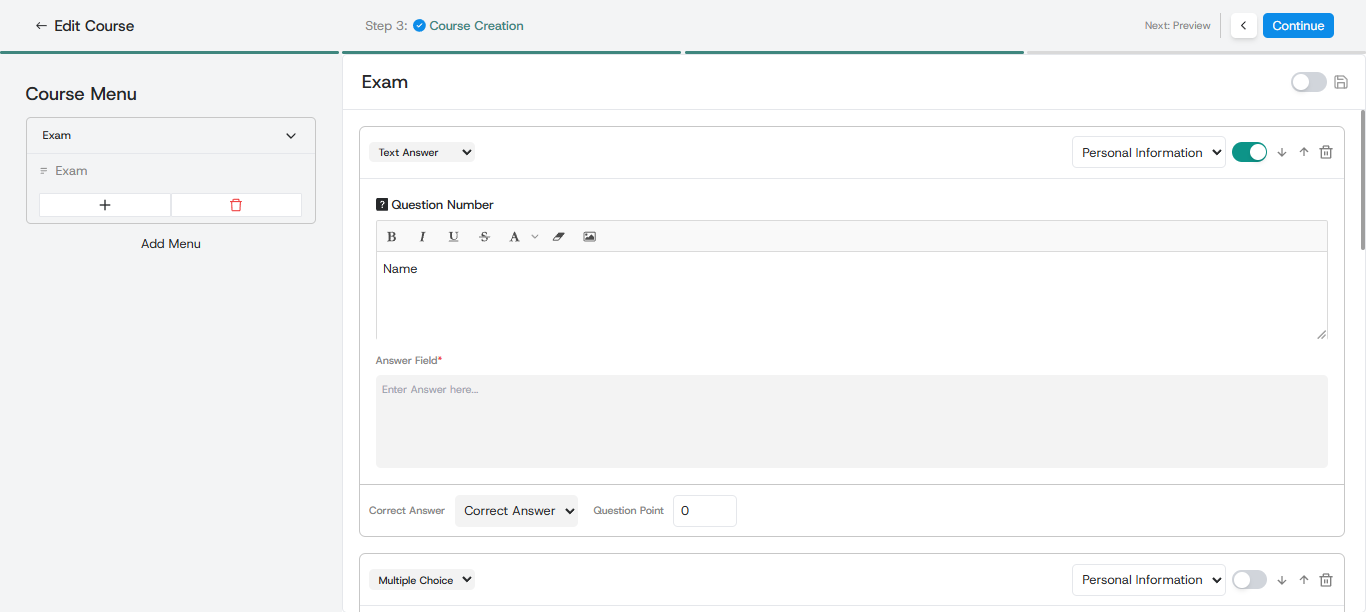 Edit Course
Step 3: Course Creation
Next: Preview
Continue
Course Menu
Exam
Exam
Add Menu
Exam
Text Answer
Personal Information
? Question Number
B I U S A
Name
Answer Field*
Enter Answer here...
Correct Answer Correct Answer Question Point 0
Multiple Choice
Personal Information